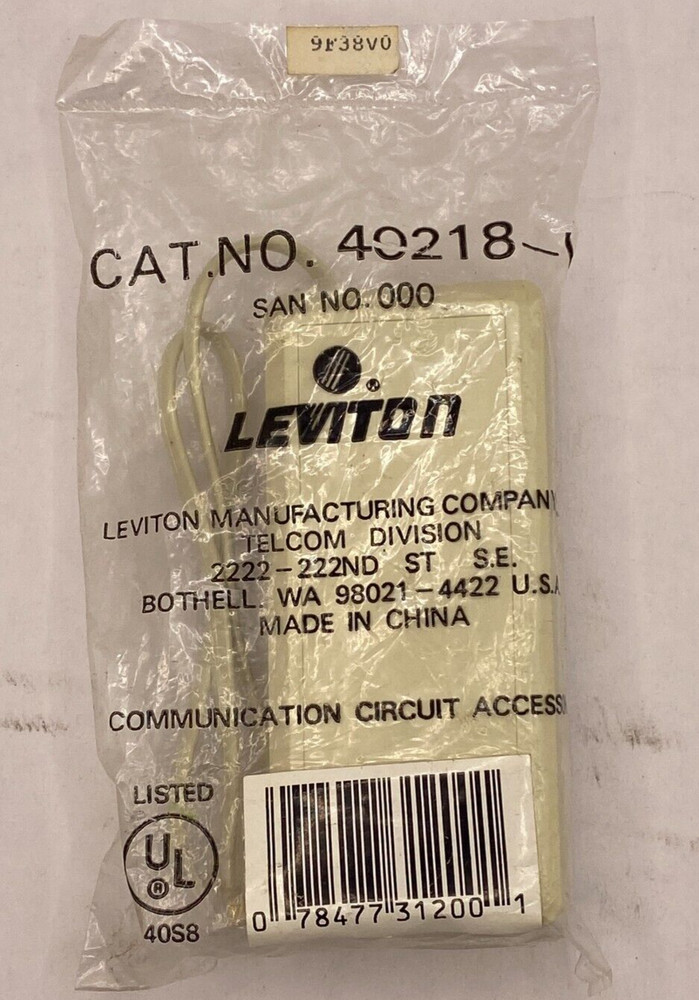 9F38V0
CAT.NO. 40218-
SAN NO.000
®
LEVITON
LEVITON MANUFACTURING COMPANY
TELCOM DIVISION
2222-222ND ST S.E.
BOTHELL. WA 98021-4422 U.S.A
MADE IN CHINA
COMMUNICATION CIRCUIT ACCESS
LISTED
UL
®
40S8
0 78477 31200 1